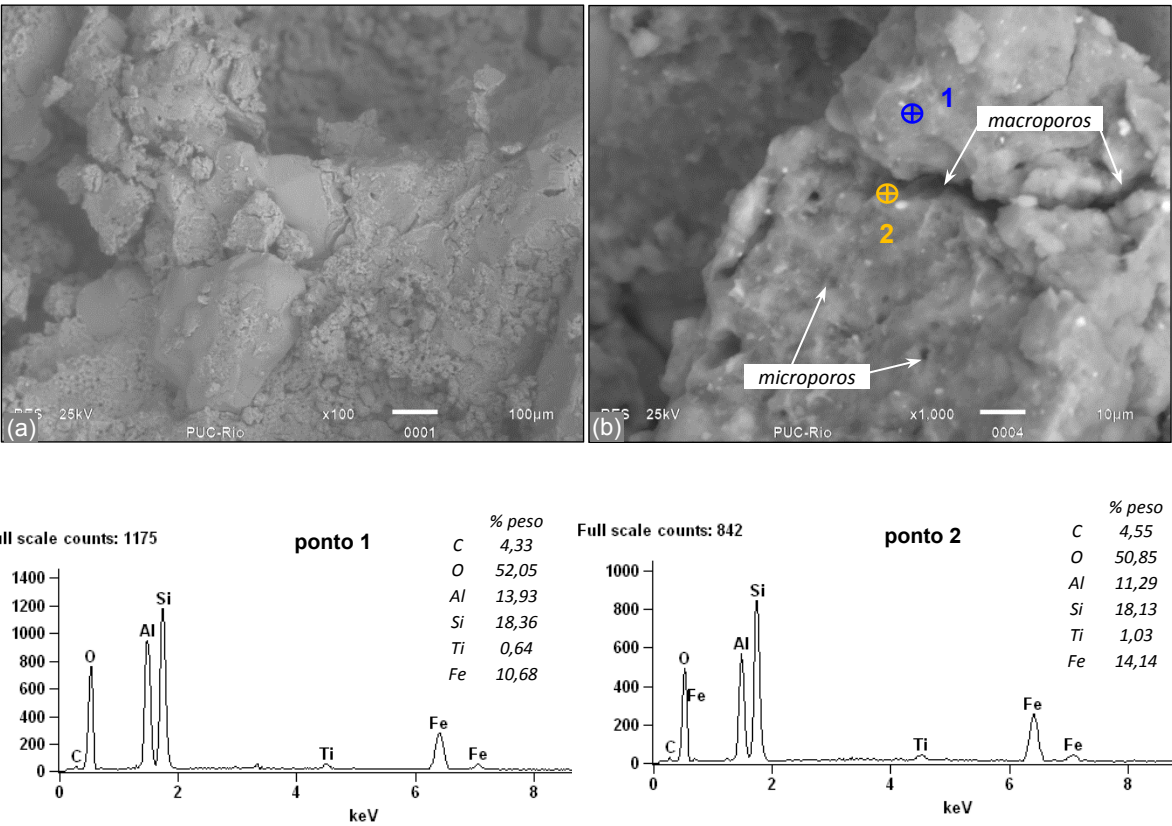 1
macroporos
2
microporos
25kV x100 100µm
(a) PUC-Rio 0001
25kV x1,000 10µm
(b) PUC-Rio 0004
% peso
ll scale counts: 1175 ponto 1
C 4,33
O 52,05
Al 13,93
Si 18,36
Ti 0,64
Fe 10,68
1400
1200
1000
800
600
400
200
0
C
O
Al
Si
Ti
Fe
Fe
0 2 4 6 8
keV
% peso
Full scale counts: 842 ponto 2
C 4,55
O 50,85
Al 11,29
Si 18,13
Ti 1,03
Fe 14,14
1000
800
600
400
200
0
C
O
Fe
Al
Si
Ti
Fe
Fe
0 2 4 6 8
keV